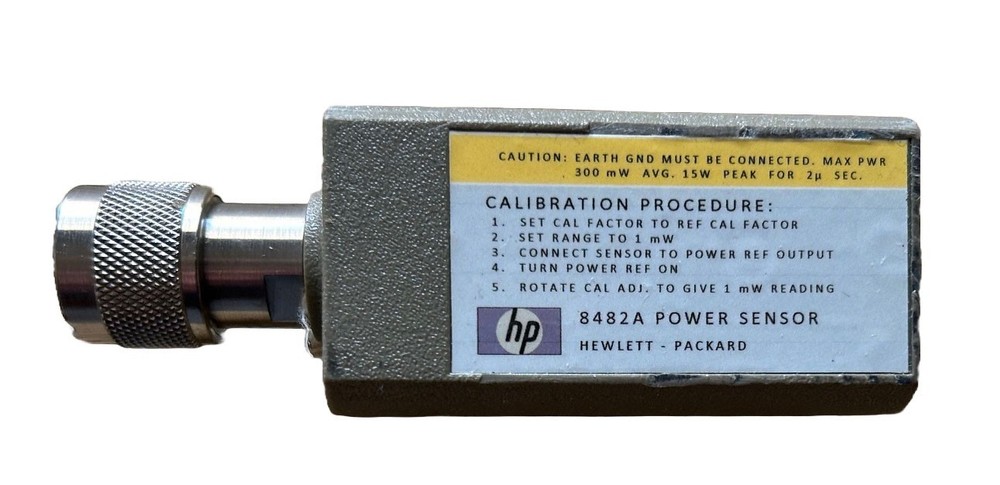 CAUTION: EARTH GND MUST BE CONNECTED. MAX PWR
300 mW AVG. 15W PEAK FOR 2µ SEC.
CALIBRATION PROCEDURE:
1. SET CAL FACTOR TO REF CAL FACTOR
2. SET RANGE TO 1 mW
3. CONNECT SENSOR TO POWER REF OUTPUT
4. TURN POWER REF ON
5. ROTATE CAL ADJ. TO GIVE 1 mW READING
hp
8482A POWER SENSOR
HEWLETT - PACKARD